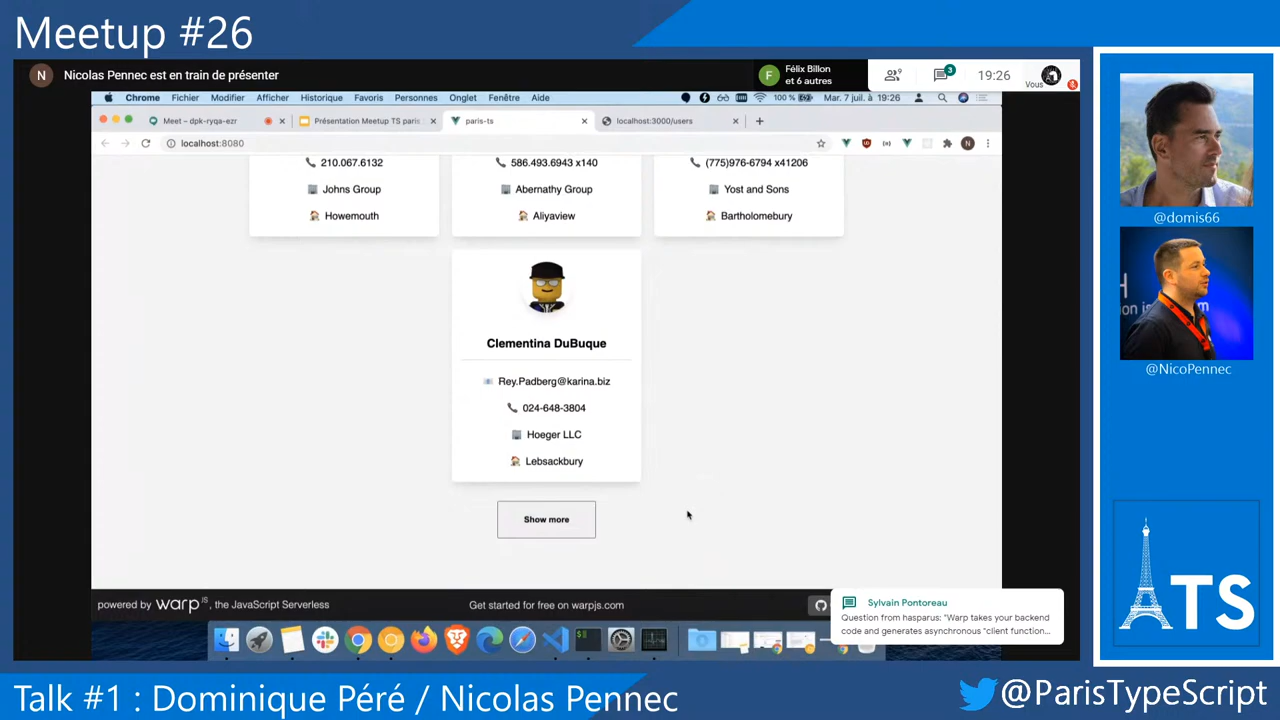 Meetup #26
N Nicolas Pennec est en train de présenter
F Félix Billon
et 6 autres
9
3
19:26
Vous
Chrome Fichier Modifier Afficher Historique Favoris Personnes Onglet Fenêtre Aide
100 % Mar. 7 juil. à 19:26
Meet – dpk-ryqa-ezr
Présentation Meetup TS paris
paris-ts
localhost:3000/users
localhost:8080
N
210.067.6132
586.493.6943 x140
(775)976-6794 x41206
Johns Group
Abernathy Group
Yost and Sons
Howemouth
Aliyaview
Bartholomebury
Clementina DuBuque
Rey.Padberg@karina.biz
024-648-3804
Hoeger LLC
Lebsackbury
Show more
powered by warpJS, the JavaScript Serverless
Get started for free on warpjs.com
Sylvain Pontoreau
Question from hasparus: "Warp takes your backend
code and generates asynchronous "client function...
@domis66
@NicoPennec
TS
Talk #1 : Dominique Péré / Nicolas Pennec
@ParisTypeScript